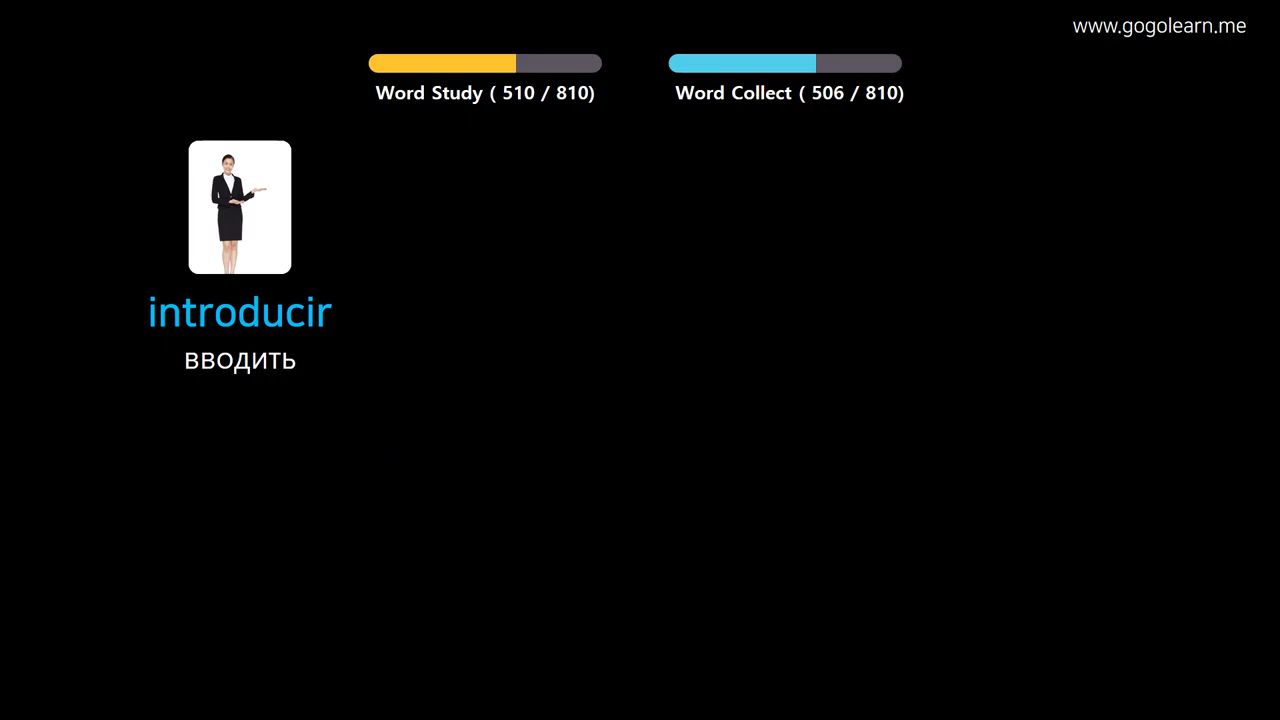 www.gogolearn.me
Word Study ( 510 / 810)
Word Collect ( 506 / 810)
introducir
вводить